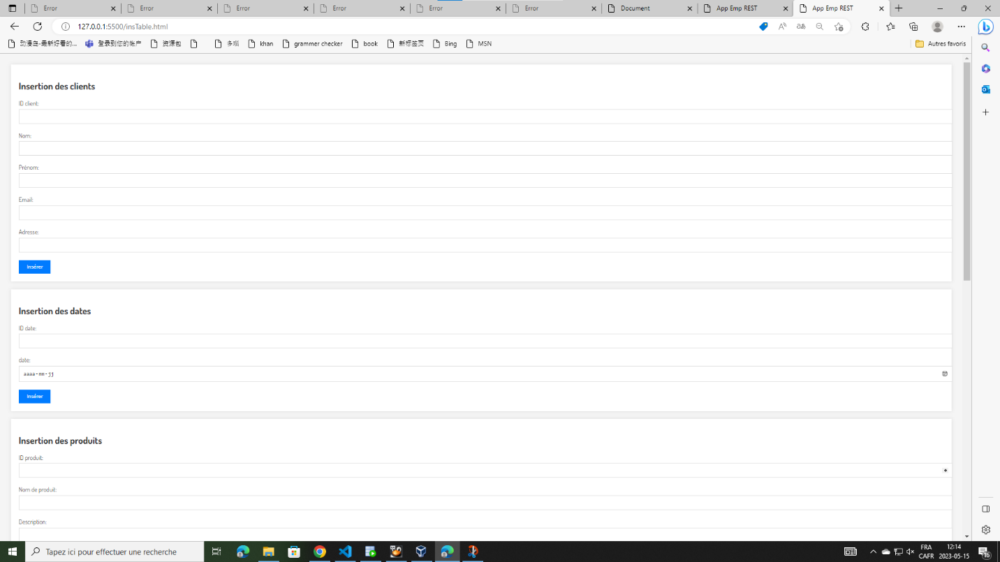 Error
Error
Error
Error
Error
Error
Document
App Emp REST
App Emp REST
127.0.0.1:5500/insTable.html
动漫岛-最新好看的...
登录到您的帐户
资源包
多瑙
khan
grammer checker
book
新标签页
Bing
MSN
Autres favoris
Insertion des clients
ID client:
Nom:
Prénom:
Email:
Adresse:
Insérer
Insertion des dates
ID date:
date:
aaaa-mm-jj
Insérer
Insertion des produits
ID produit:
Nom de produit:
Description:
Tapez ici pour effectuer une recherche
FRA
CAFR
12:14
2023-05-15
16